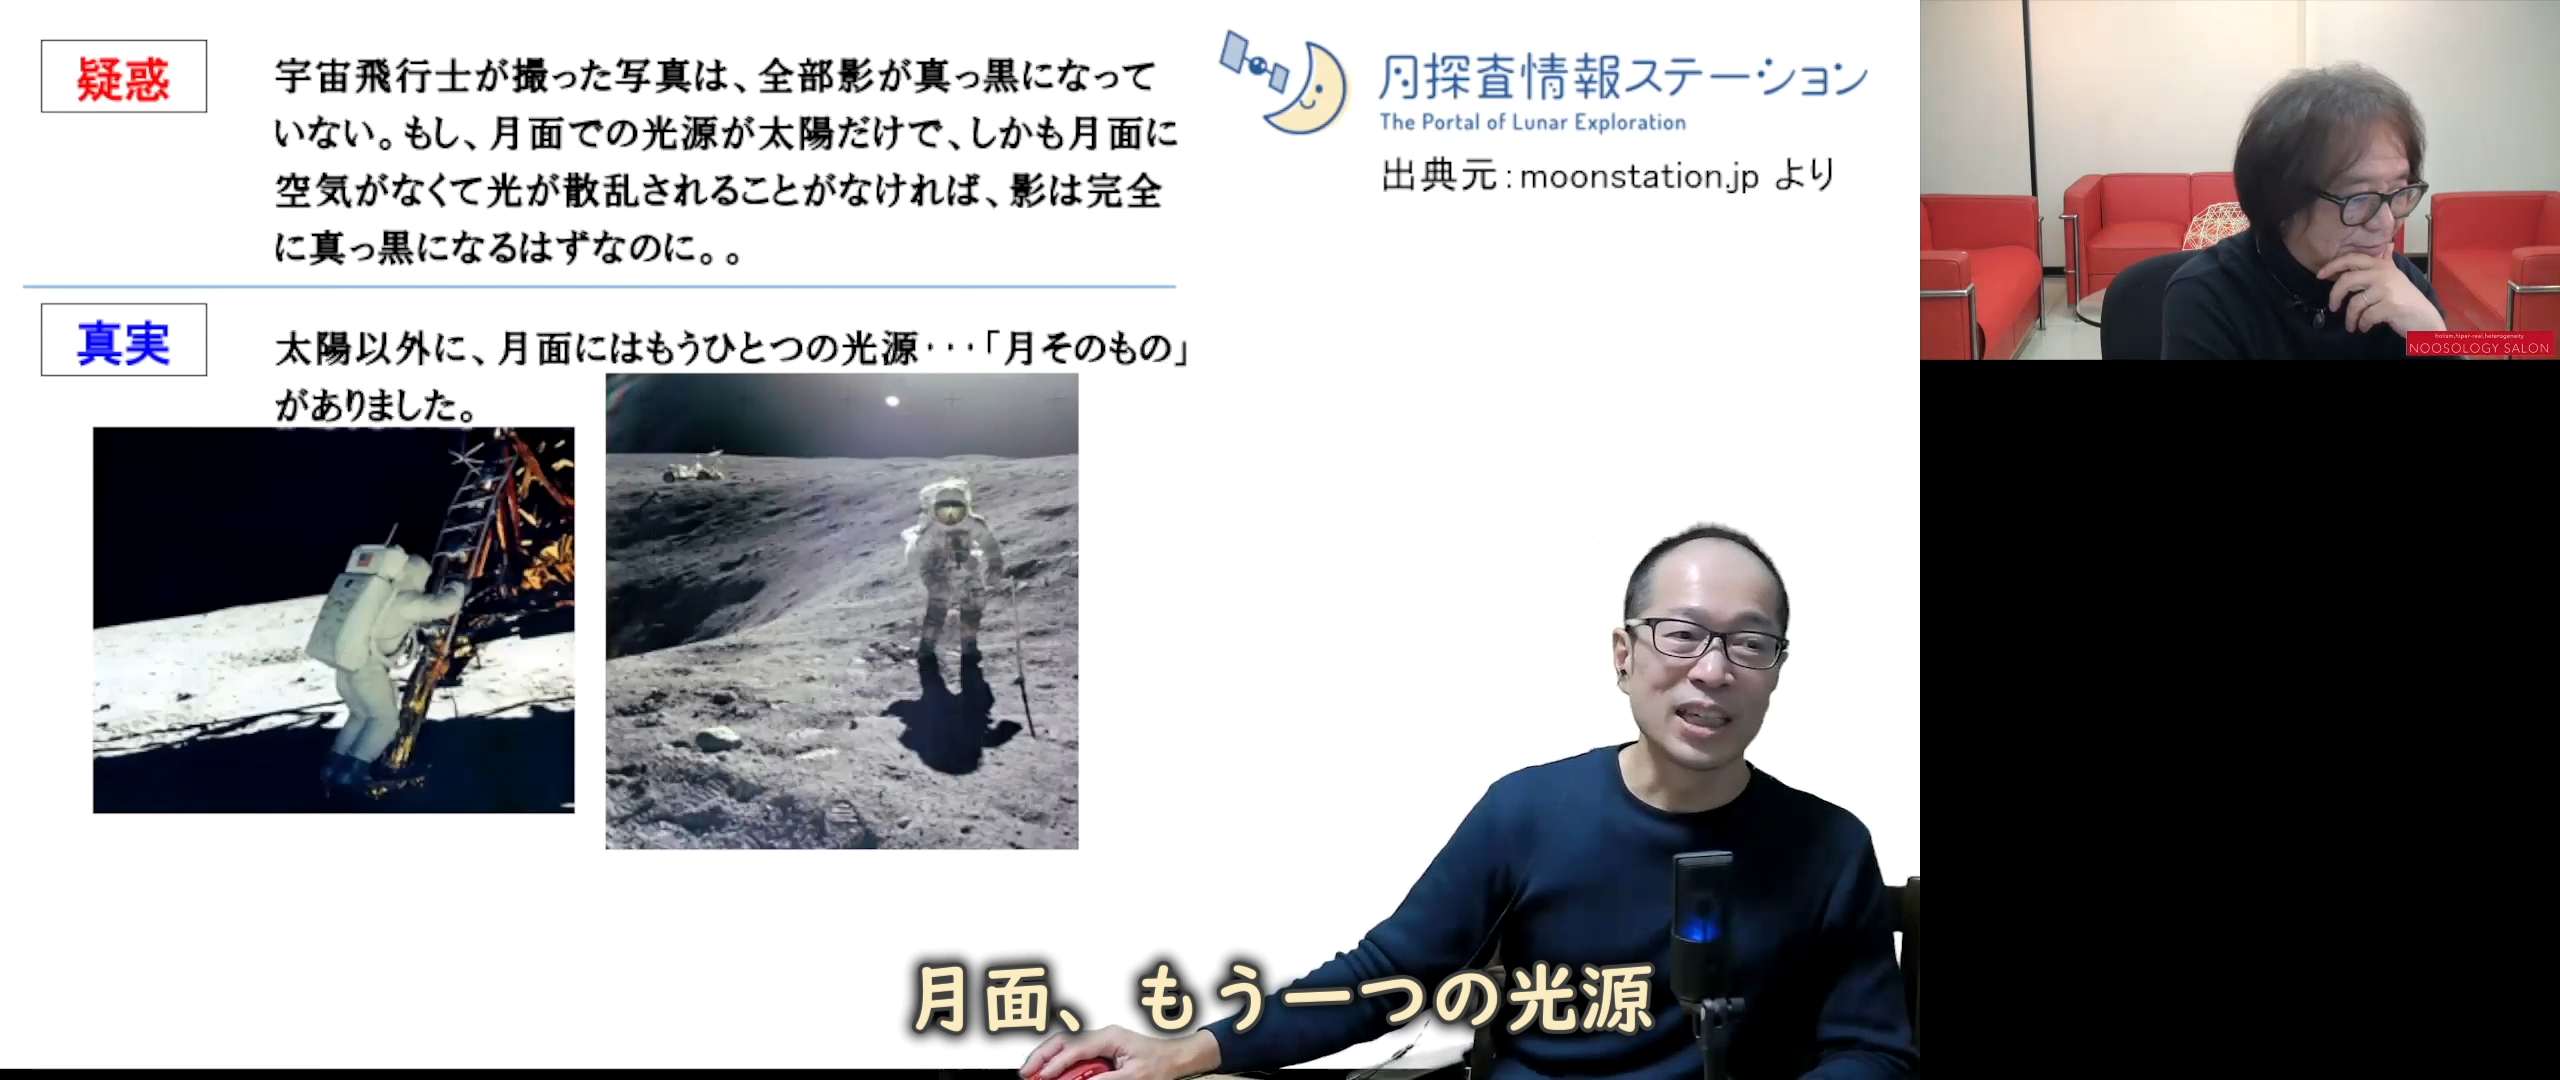 疑惑
宇宙飛行士が撮った写真は、全部影が真っ黒になって
いない。もし、月面での光源が太陽だけで、しかも月面に
空気がなくて光が散乱されることがなければ、影は完全
に真っ黒になるはずなのに。。
月探査情報ステーション
The Portal of Lunar Exploration
出典元：moonstation.jp より
真実
太陽以外に、月面にはもうひとつの光源・・・「月そのもの」
がありました。
holism,hiper-real,heterogeneity
NOOSOLOGY SALON
月面、もう一つの光源